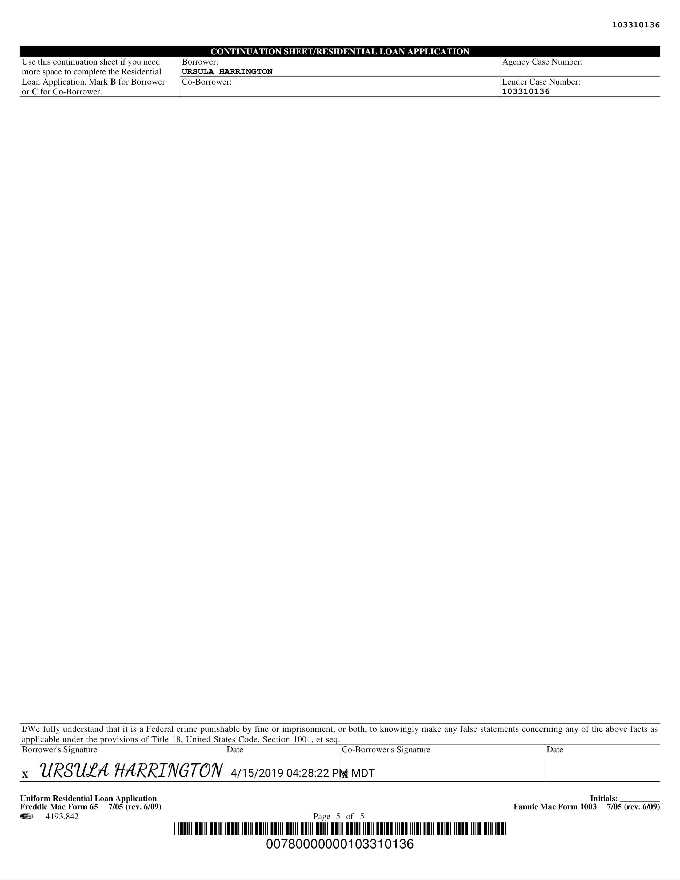 103310136
CONTINUATION SHEET/RESIDENTIAL LOAN APPLICATION
Use this continuation sheet if you need
more space to complete the Residential
Loan Application. Mark B for Borrower
or C for Co-Borrower.
Borrower:
URSULA HARRINGTON
Co-Borrower:
Agency Case Number:
Lender Case Number:
103310136
I/We fully understand that it is a Federal crime punishable by fine or imprisonment, or both, to knowingly make any false statements concerning any of the above facts as
applicable under the provisions of Title 18, United States Code, Section 1001, et seq.
Borrower's Signature Date Co-Borrower's Signature Date
X URSULA HARRINGTON 4/15/2019 04:28:22 PM MDT
Uniform Residential Loan Application Initials:
Freddie Mac Form 65 7/05 (rev. 6/09) Fannie Mae Form 1003 7/05 (rev. 6/09)
4193.842 Page 5 of 5
00780000000103310136